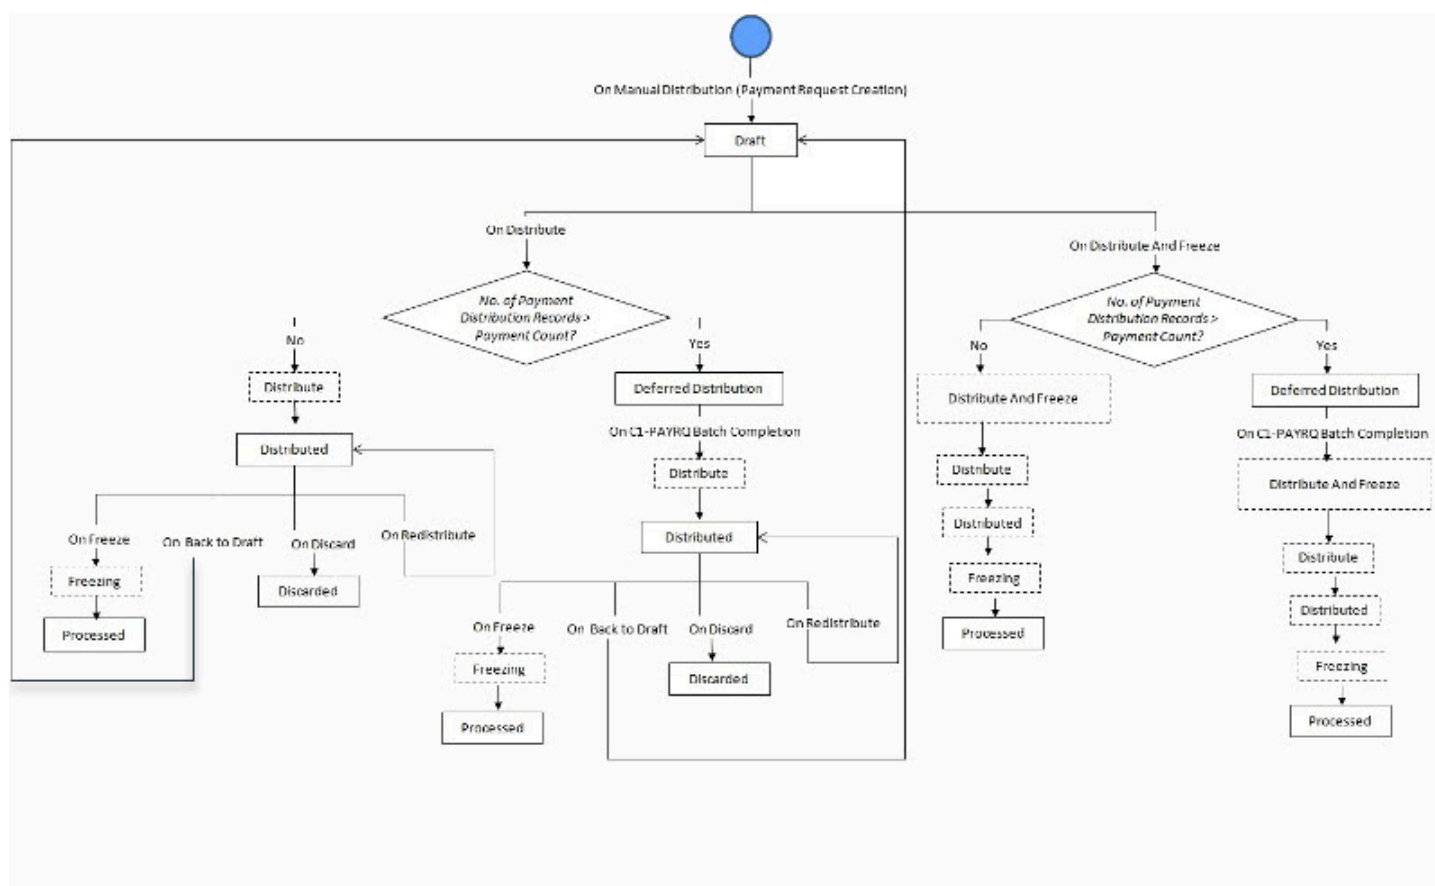 On Manual Distribution (Payment Request Creation)
Draft
On Distribute
On Distribute And Freeze
No. of Payment
Distribution Records >
Payment Count?
No. of Payment
Distribution Records >
Payment Count?
No
Yes
No
Yes
Distribute
Deferred Distribution
Distribute And Freeze
Deferred Distribution
On C1-PAYRQ Batch Completion
On C1-PAYRQ Batch Completion
Distributed
Distribute
Distribute
Distribute And Freeze
On Freeze
On Back to Draft
On Discard
On Redistribute
Distributed
Distributed
Distribute
Freezing
Discarded
Freezing
Distributed
Processed
On Freeze
On Back to Draft
On Discard
On Redistribute
Processed
Freezing
Discarded
Freezing
Processed
Processed